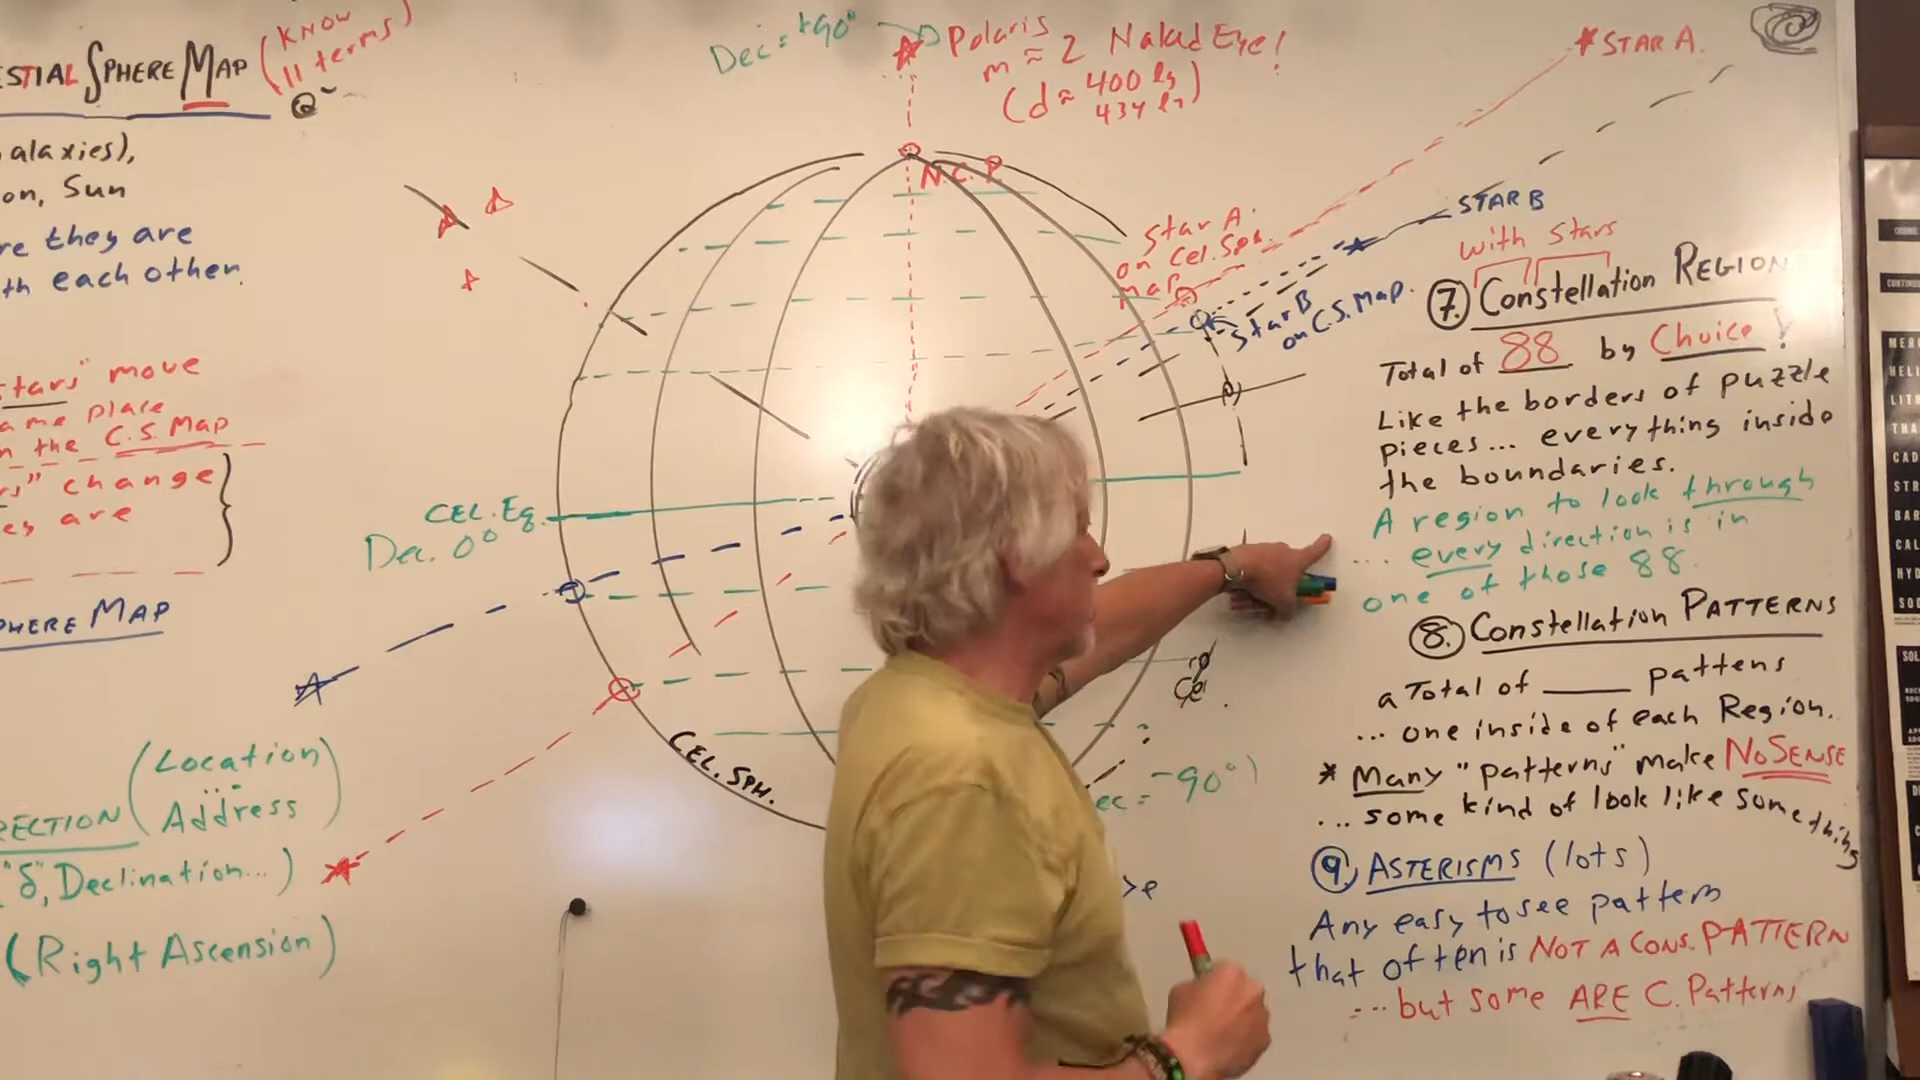 ESTIAL SPHERE MAP
(KNOW
11 terms)
alaxies),
on, Sun
re they are
th each other.
tars" move
ame place
n the C.S. Map
rs" change
es are
PHERE MAP
(Location
Address)
RECTION
"δ, Declination...)
(Right Ascension)
Dec = +90°
Polaris
m ≈ 2 Naked Eye!
(d ≈ 400 ly
434 ly)
N.C.P.
STAR A.
Star A
on Cel. Sph.
map
STAR B
Star B
on C.S. Map.
CEL. Eq.
Dec. 0°
CEL. SPH.
ec = -90°)
with Stars
7. Constellation REGION
Total of 88 by Choice!
Like the borders of puzzle
pieces... everything inside
the boundaries.
A region to look through
... every direction is in
one of those 88.
8. Constellation PATTERNS
a Total of ____ pattens
... one inside of each Region.
* Many "patterns" make NoSENSE
... some kind of look like something
9. ASTERISMS (lots)
Any easy to see pattern
that often is NOT A CONS. PATTERN
... but some ARE C. Patterns